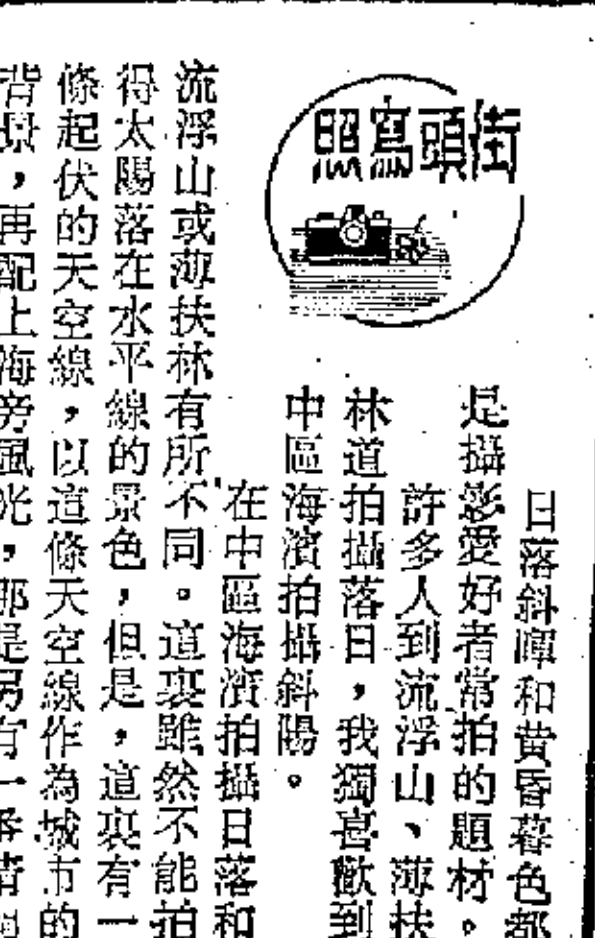 街頭寫照
日落斜暉和黃昏暮色都
是攝影愛好者常拍的題材。
許多人到流浮山、薄扶
林道拍攝落日，我獨喜歡到
中區海濱拍攝斜陽。
在中區海濱拍攝日落和
流浮山或薄扶林有所不同。這裏雖然不能拍
得太陽落在水平線的景色，但是，這裏有一
條起伏的天空線，以這條天空線作為城市的
背景，再配上海旁風光，那是另有一番情